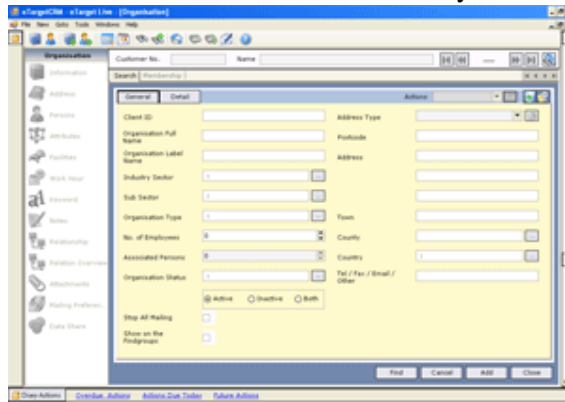 eTargetCRM - eTarget Live - [Organisation]
File New Goto Tools Window Help
Organisation
Customer No. Name
Information
Search Membership
Address
General Detail Actions
Persons
Client ID Address Type
Attributes
Organisation Full Name Postcode
Facilities
Organisation Label Name Address
Work Hour
Industry Sector
Keyword
Sub Sector
Notes
Organisation Type Town
Relationship
No. of Employees 0 County
Relation Overview
Associated Persons 0 Country
Attachments
Organisation Status Tel / Fax / Email / Other
Mailing Preferen..
Active Inactive Both
Data Share
Stop All Mailing
Show on the Findgroups
Find Cancel Add Close
Diary Actions Overdue Actions Actions Due Today Future Actions